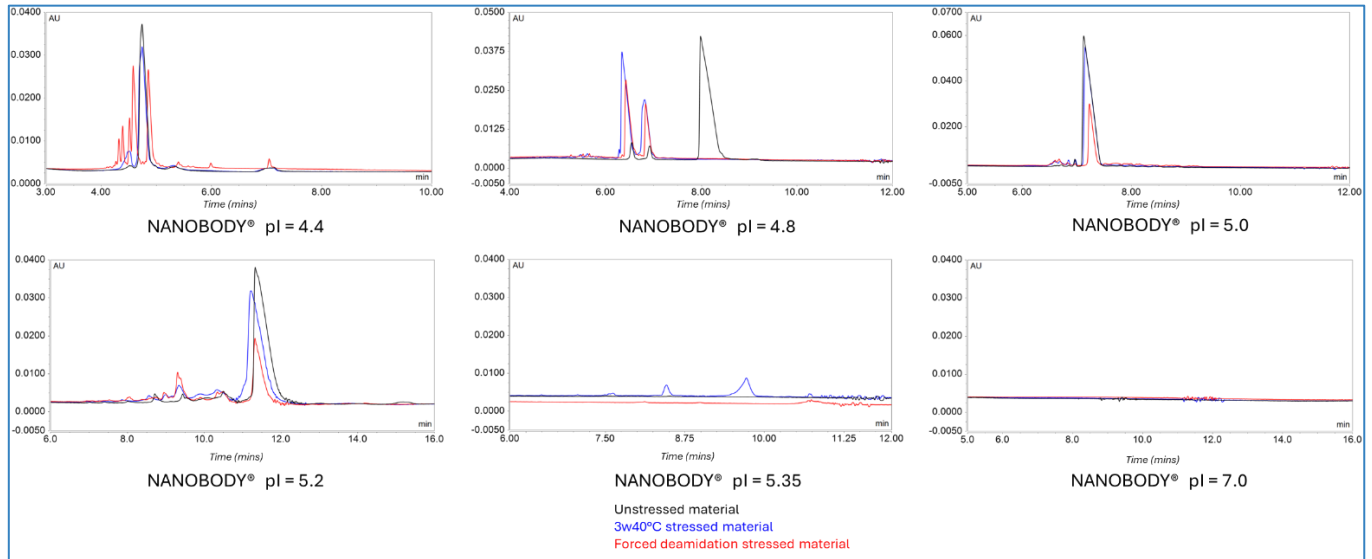 0.0400
AU
0.0300
0.0200
0.0100
0.0000
min
3.00 4.00 6.00 8.00 10.00
Time (mins)
NANOBODY® pI = 4.4
0.0500
AU
0.0375
0.0250
0.0125
0.0000
-0.0050
min
4.00 6.00 8.00 10.00 12.00
Time (mins)
NANOBODY® pI = 4.8
0.0700
AU
0.0600
0.0400
0.0200
0.0000
-0.0050
min
5.00 6.00 8.00 10.00 12.00
Time (mins)
NANOBODY® pI = 5.0
0.0400
AU
0.0300
0.0200
0.0100
0.0000
-0.0050
min
6.0 8.0 10.0 12.0 14.0 16.0
Time (mins)
NANOBODY® pI = 5.2
0.0400
AU
0.0300
0.0200
0.0100
0.0000
-0.0050
min
6.00 7.50 8.75 10.00 11.25 12.00
Time (mins)
NANOBODY® pI = 5.35
0.0400
AU
0.0300
0.0200
0.0100
0.0000
-0.0050
min
5.0 8.0 10.0 12.0 14.0 16.0
Time (mins)
NANOBODY® pI = 7.0
Unstressed material
3w40°C stressed material
Forced deamidation stressed material